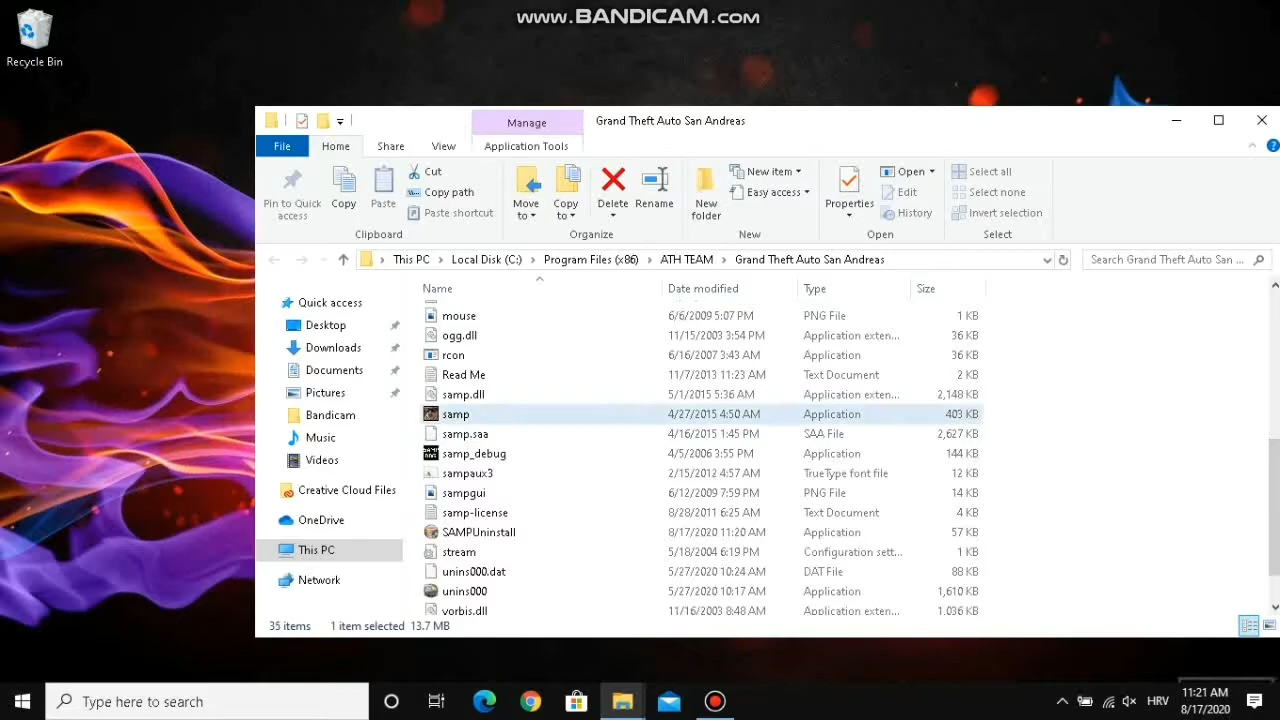 www.BANDICAM.com
Recycle Bin
Manage
Grand Theft Auto San Andreas
File
Home
Share
View
Application Tools
Pin to Quick access
Copy
Paste
Cut
Copy path
Paste shortcut
Clipboard
Move to
Copy to
Delete
Rename
Organize
New folder
New item
Easy access
New
Properties
Open
Edit
History
Open
Select all
Select none
Invert selection
Select
This PC > Local Disk (C:) > Program Files (x86) > ATH TEAM > Grand Theft Auto San Andreas
Search Grand Theft Auto San ...
Quick access
Desktop
Downloads
Documents
Pictures
Bandicam
Music
Videos
Creative Cloud Files
OneDrive
This PC
Network
Name Date modified Type Size
mouse 6/6/2009 5:07 PM PNG File 1 KB
ogg.dll 11/15/2003 3:54 PM Application exten... 36 KB
rcon 6/16/2007 3:43 AM Application 36 KB
Read Me 11/7/2013 11:23 AM Text Document 2 KB
samp.dll 5/1/2015 5:36 AM Application exten... 2,148 KB
samp 4/27/2015 4:50 AM Application 403 KB
samp.saa 4/16/2015 1:45 PM SAA File 2,627 KB
samp_debug 4/5/2006 3:55 PM Application 144 KB
sampaux3 2/15/2012 4:57 AM TrueType font file 12 KB
sampgui 6/12/2009 7:59 PM PNG File 14 KB
samp-license 8/28/2011 6:25 AM Text Document 4 KB
SAMPUninstall 8/17/2020 11:20 AM Application 57 KB
stream 5/18/2004 6:19 PM Configuration sett... 1 KB
unins000.dat 5/27/2020 10:24 AM DAT File 88 KB
unins000 5/27/2020 10:17 AM Application 1,610 KB
vorbis.dll 11/16/2003 8:48 AM Application exten... 1,036 KB
35 items 1 item selected 13.7 MB
Type here to search
HRV
11:21 AM
8/17/2020